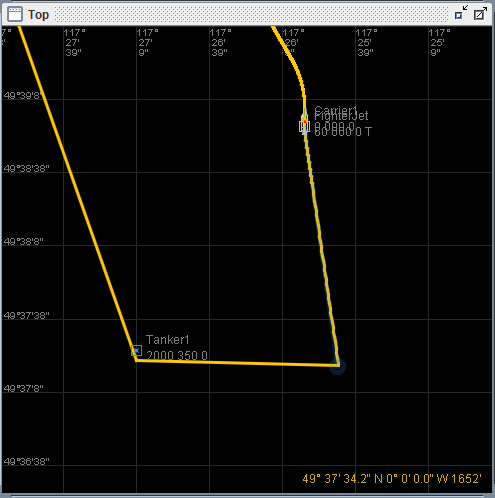 Top
7° 117° 117° 117° 117° 117° 117°
27' 27' 26' 26' 25' 25'
39" 9" 39" 9" 39" 9"
49°39'8"
Carrier1
FighterJet
49°38'38"
49°38'8"
49°37'38"
Tanker1
2000 350 0
49°37'8"
49°36'38"
49° 37' 34.2" N 0° 0' 0.0" W 1652'